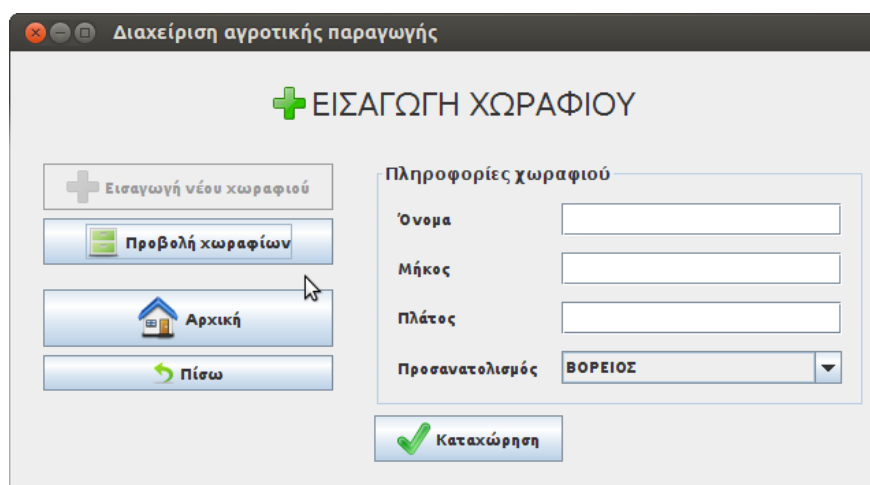 Διαχείριση αγροτικής παραγωγής
ΕΙΣΑΓΩΓΗ ΧΩΡΑΦΙΟΥ
Εισαγωγή νέου χωραφιού
Προβολή χωραφίων
Αρχική
Πίσω
Πληροφορίες χωραφιού
Όνομα
Μήκος
Πλάτος
Προσανατολισμός ΒΟΡΕΙΟΣ
Καταχώρηση